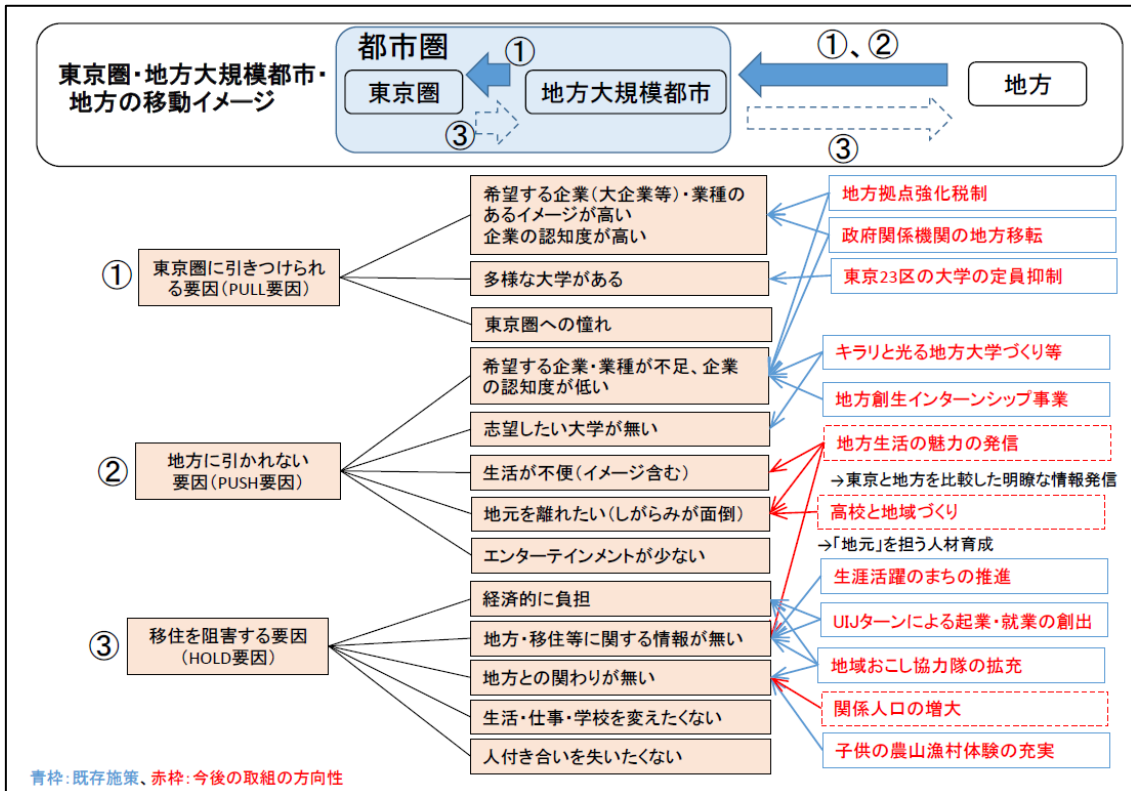 東京圏・地方大規模都市・
地方の移動イメージ
都市圏
①
東京圏
地方大規模都市
③
①、②
地方
③
①
東京圏に引きつけられ
る要因(PULL要因)
希望する企業(大企業等)・業種の
あるイメージが高い
企業の認知度が高い
多様な大学がある
東京圏への憧れ
②
地方に引かれない
要因(PUSH要因)
希望する企業・業種が不足、企業
の認知度が低い
志望したい大学が無い
生活が不便(イメージ含む)
地元を離れたい(しがらみが面倒)
エンターテインメントが少ない
③
移住を阻害する要因
(HOLD要因)
経済的に負担
地方・移住等に関する情報が無い
地方との関わりが無い
生活・仕事・学校を変えたくない
人付き合いを失いたくない
地方拠点強化税制
政府関係機関の地方移転
東京23区の大学の定員抑制
キラリと光る地方大学づくり等
地方創生インターンシップ事業
地方生活の魅力の発信
→東京と地方を比較した明瞭な情報発信
高校と地域づくり
→「地元」を担う人材育成
生涯活躍のまちの推進
UIJターンによる起業・就業の創出
地域おこし協力隊の拡充
関係人口の増大
子供の農山漁村体験の充実
青枠:既存施策、赤枠:今後の取組の方向性